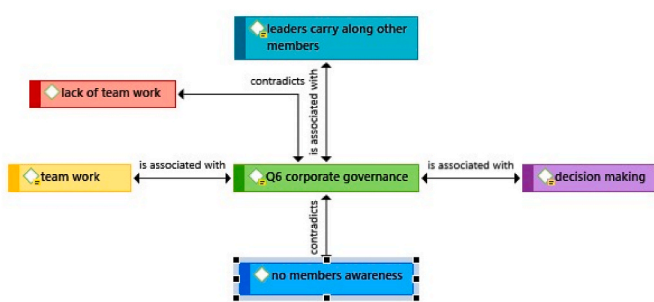 leaders carry along other
members
contradicts
lack of team work
is associated with
is associated with
is associated with
team work
Q6 corporate governance
decision making
contradicts
no members awareness